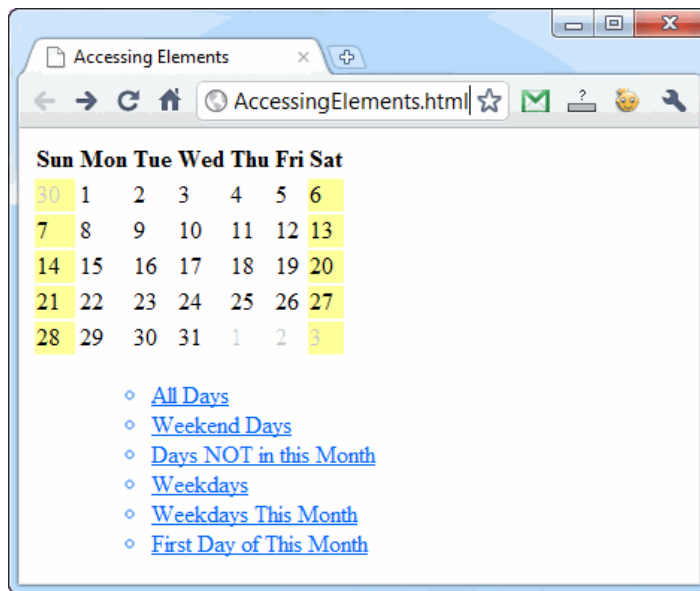 Accessing Elements
AccessingElements.html
?
Sun Mon Tue Wed Thu Fri Sat
30 1 2 3 4 5 6
7 8 9 10 11 12 13
14 15 16 17 18 19 20
21 22 23 24 25 26 27
28 29 30 31 1 2 3
All Days
Weekend Days
Days NOT in this Month
Weekdays
Weekdays This Month
First Day of This Month